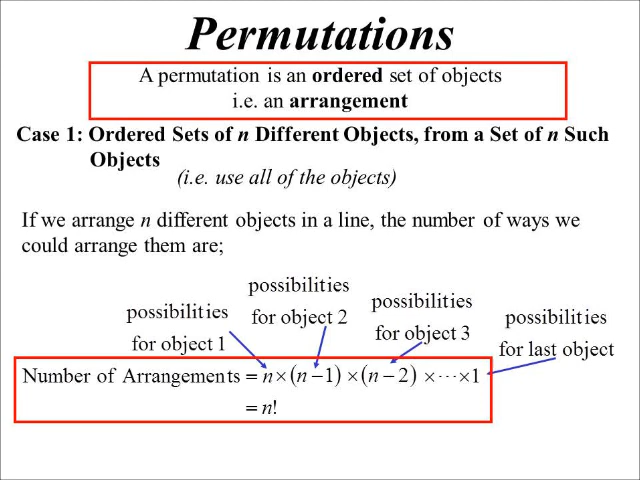 Permutations
A permutation is an ordered set of objects
i.e. an arrangement
Case 1: Ordered Sets of n Different Objects, from a Set of n Such
Objects
(i.e. use all of the objects)
If we arrange n different objects in a line, the number of ways we
could arrange them are;
possibilities
for object 1
possibilities
for object 2
possibilities
for object 3
possibilities
for last object
Number of Arrangements = n × (n − 1) × (n − 2) × ⋯ × 1
= n!